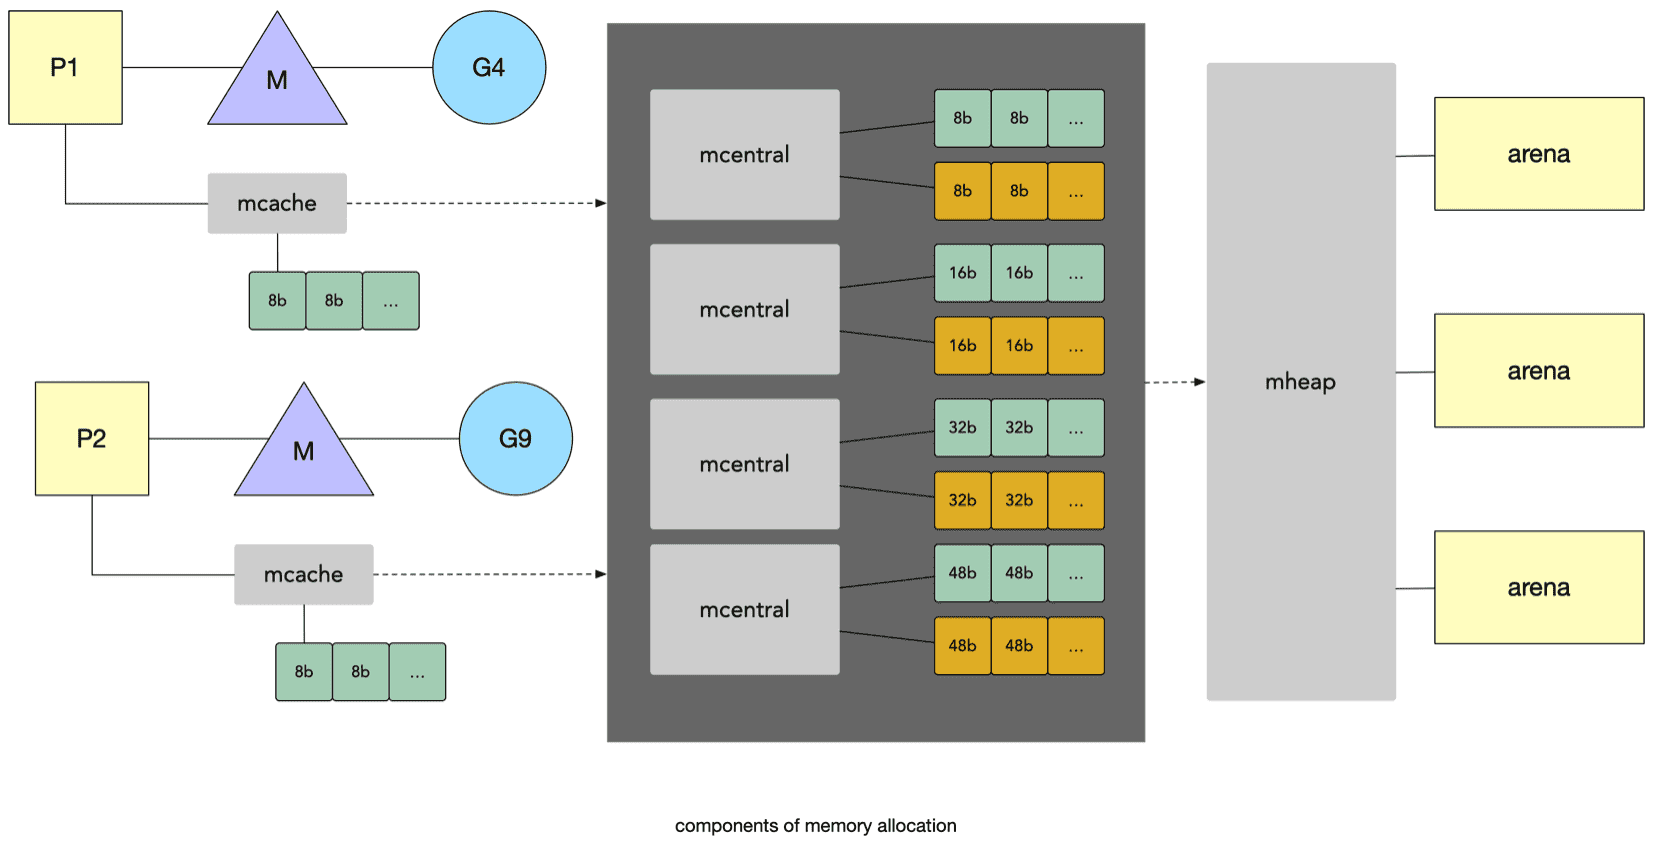 P1
M
G4
mcache
8b 8b ...
P2
M
G9
mcache
8b 8b ...
mcentral
8b 8b ...
8b 8b ...
mcentral
16b 16b ...
16b 16b ...
mcentral
32b 32b ...
32b 32b ...
mcentral
48b 48b ...
48b 48b ...
mheap
arena
arena
arena
components of memory allocation